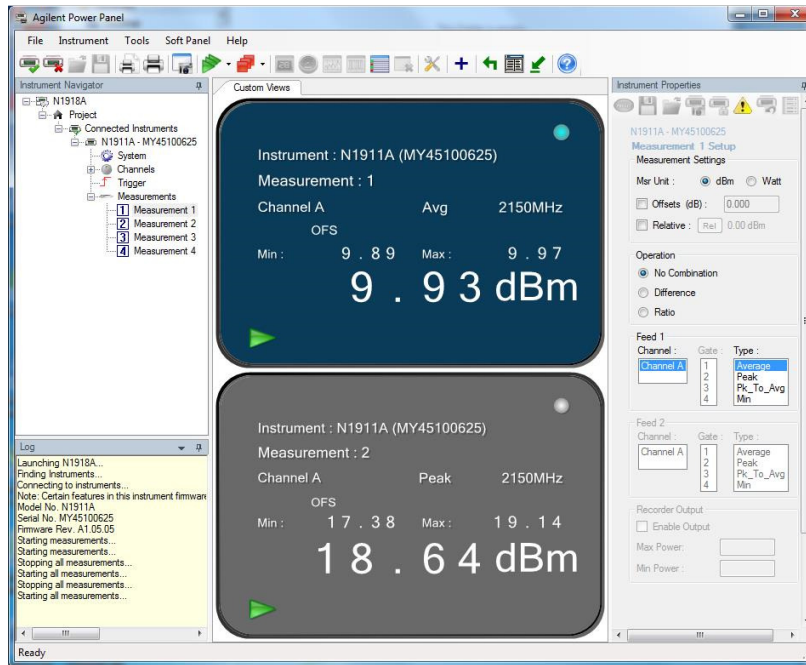 Agilent Power Panel
File Instrument Tools Soft Panel Help
Instrument Navigator
N1918A
Project
Connected Instruments
N1911A - MY45100625
System
Channels
Trigger
Measurements
1 Measurement 1
2 Measurement 2
3 Measurement 3
4 Measurement 4
Log
Launching N1918A...
Finding Instruments...
Connecting to instruments...
Note: Certain features in this instrument firmware
Model No. N1911A
Serial No. MY45100625
Firmware Rev. A1.05.05
Starting measurements...
Starting measurements...
Stopping all measurements...
Starting all measurements...
Stopping all measurements...
Starting all measurements...
Ready
Custom Views
Instrument : N1911A (MY45100625)
Measurement : 1
Channel A Avg 2150MHz
OFS
Min : 9 . 89 Max : 9 . 97
9 . 93 dBm
Instrument : N1911A (MY45100625)
Measurement : 2
Channel A Peak 2150MHz
OFS
Min : 17 . 38 Max : 19 . 14
18 . 64 dBm
Instrument Properties
N1911A - MY45100625
Measurement 1 Setup
Measurement Settings
Msr Unit : dBm Watt
Offsets (dB) : 0.000
Relative : Rel 0.00 dBm
Operation
No Combination
Difference
Ratio
Feed 1
Channel : Gate : Type :
Channel A 1 Average
2 Peak
3 Pk_To_Avg
4 Min
Feed 2
Channel : Gate : Type :
Channel A 1 Average
2 Peak
3 Pk_To_Avg
4 Min
Recorder Output
Enable Output
Max Power:
Min Power :